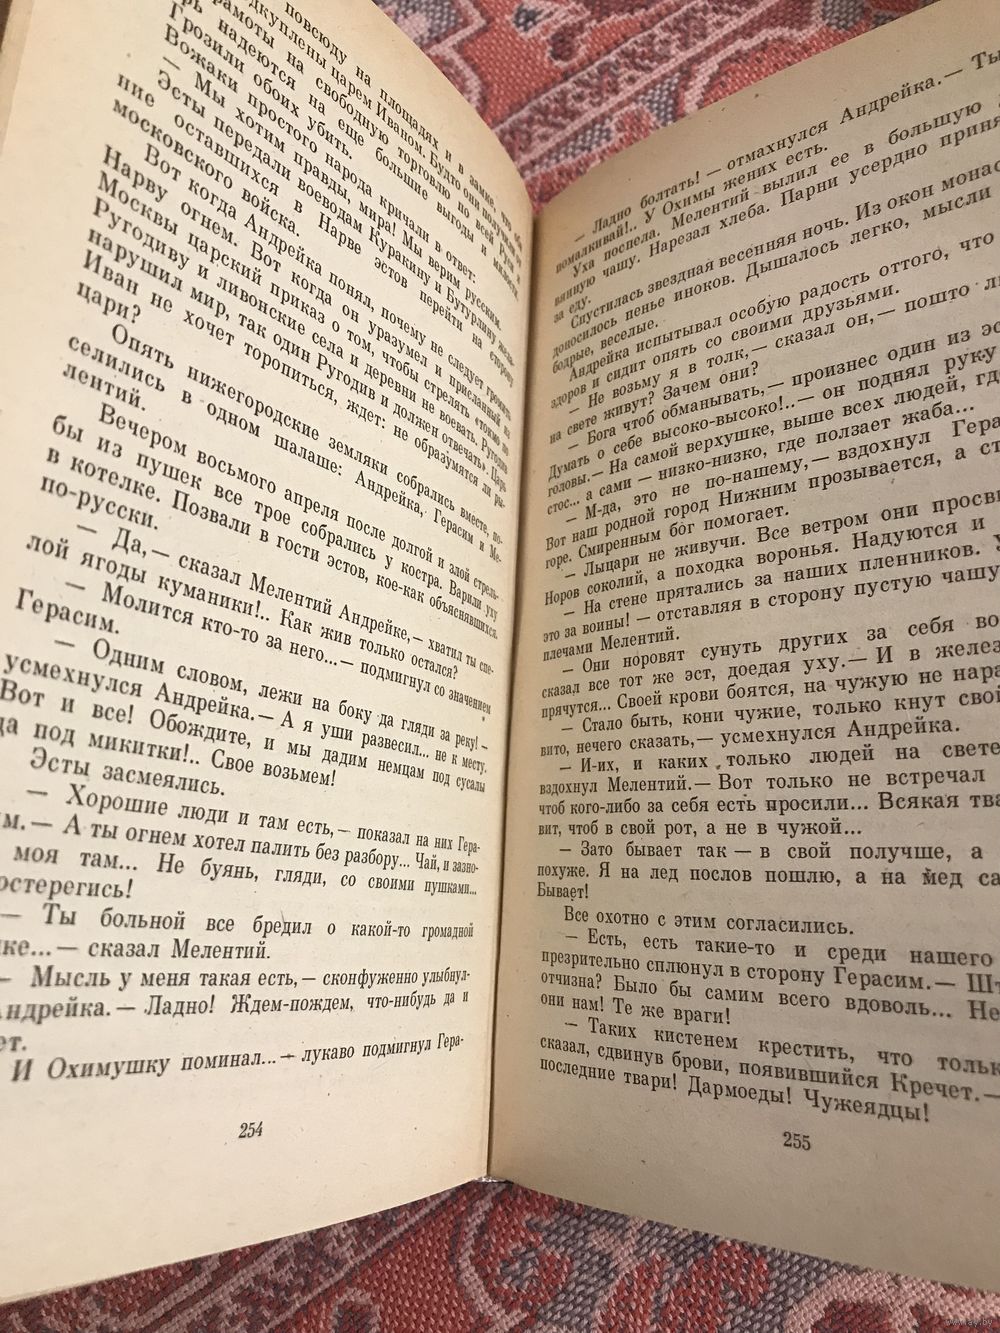 повсюду на площадях и в замке, что
подкуплены царем Иваном. Будто они получили
грамоты на свободную торговлю по всей Руси и
надеются на еще большие выгоды и милости.
Грозили обоих убить.
Вожаки простого народа кричали в ответ:
— Мы хотим правды, мира! Мы верим русским.
Эсты передали воеводам Куракину и Бутурлину
ние оставшихся в Нарве эстов перейти на сторону
московского войска.
Вот когда Андрейка понял, почему не следует громить
Нарву огнем. Вот когда он уразумел и присланный из
Москвы царский приказ о том, чтобы стрелять «токмо по
Ругодиву и ливонские села и деревни не воевать. Ругодив
нарушил мир, так один Ругодив и должен отвечать». Царь
Иван не хочет торопиться, ждет: не образумятся ли ры-
цари?
Опять нижегородские земляки собрались вместе, по-
селились в одном шалаше: Андрейка, Герасим и Ме-
лентий.
Вечером восьмого апреля после долгой и злой стрель-
бы из пушек все трое собрались у костра. Варили уху
в котелке. Позвали в гости эстов, кое-как объяснявшихся
по-русски.
— Да,— сказал Мелентий Андрейке,— хватил ты спе-
лой ягоды куманики!.. Как жив только остался?
— Молится кто-то за него...— подмигнул со значением
Герасим.
— Одним словом, лежи на боку да гляди за реку! —
усмехнулся Андрейка.— А я уши развесил... не к месту.
Вот и все! Обождите, и мы дадим немцам под сусалы
да под микитки!.. Свое возьмем!
Эсты засмеялись.
— Хорошие люди и там есть,— показал на них Гера-
им.— А ты огнем хотел палить без разбору... Чай, и зазно-
моя там... Не буянь, гляди, со своими пушками...
остерегись!
— Ты больной все бредил о какой-то громадной
ке...— сказал Мелентий.
— Мысль у меня такая есть,— сконфуженно улыбнул-
Андрейка.— Ладно! Ждем-пождем, что-нибудь да и
ет.
И Охимушку поминал...— лукаво подмигнул Гера-
254
— Ладно болтать! — отмахнулся Андрейка.— Ты
помалкивай!.. У Охимы жених есть.
Уха поспела. Мелентий вылил ее в большую
вянную чашу. Нарезал хлеба. Парни усердно приня
за еду.
Спустилась звездная весенняя ночь. Из окон монас
доносилось пенье иноков. Дышалось легко, мысли
бодрые, веселые.
Андрейка испытывал особую радость оттого, что
здоров и сидит опять со своими друзьями.
— Не возьму я в толк,— сказал он,— пошто
на свете живут? Зачем они?
— Бога чтоб обманывать,— произнес один из эс
Думать о себе высоко-высоко!..— он поднял руку
головы.— На самой верхушке, выше всех людей, гд
стос... а сами — низко-низко, где ползает жаба...
— М-да, это не по-нашему,— вздохнул Гера
Вот наш родной город Нижним прозывается, а ст
горе. Смиренным бог помогает.
— Лыцари не живучи. Все ветром они просви
Норов соколий, а походка воронья. Надуются и
— На стене прятались за наших пленников. У
это за воины! — отставляя в сторону пустую чашу
плечами Мелентий.
— Они норовят сунуть других за себя во
сказал все тот же эст, доедая уху.— И в желез
прячутся... Своей крови боятся, на чужую не нара
— Стало быть, кони чужие, только кнут свой
вито, нечего сказать,— усмехнулся Андрейка.
— И-их, и каких только людей на свете
вздохнул Мелентий.— Вот только не встречал
чтоб кого-либо за себя есть просили... Всякая тва
вит, чтоб в свой рот, а не в чужой...
— Зато бывает так — в свой получше, а
похуже. Я на лед послов пошлю, а на мед са
Бывает!
Все охотно с этим согласились.
— Есть, есть такие-то и среди нашего
презрительно сплюнул в сторону Герасим.— Шт
отчизна? Было бы самим всего вдоволь... Не
они нам! Те же враги!
— Таких кистенем крестить, что тольк
сказал, сдвинув брови, появившийся Кречет.—
последние твари! Дармоеды! Чужеядцы!
255